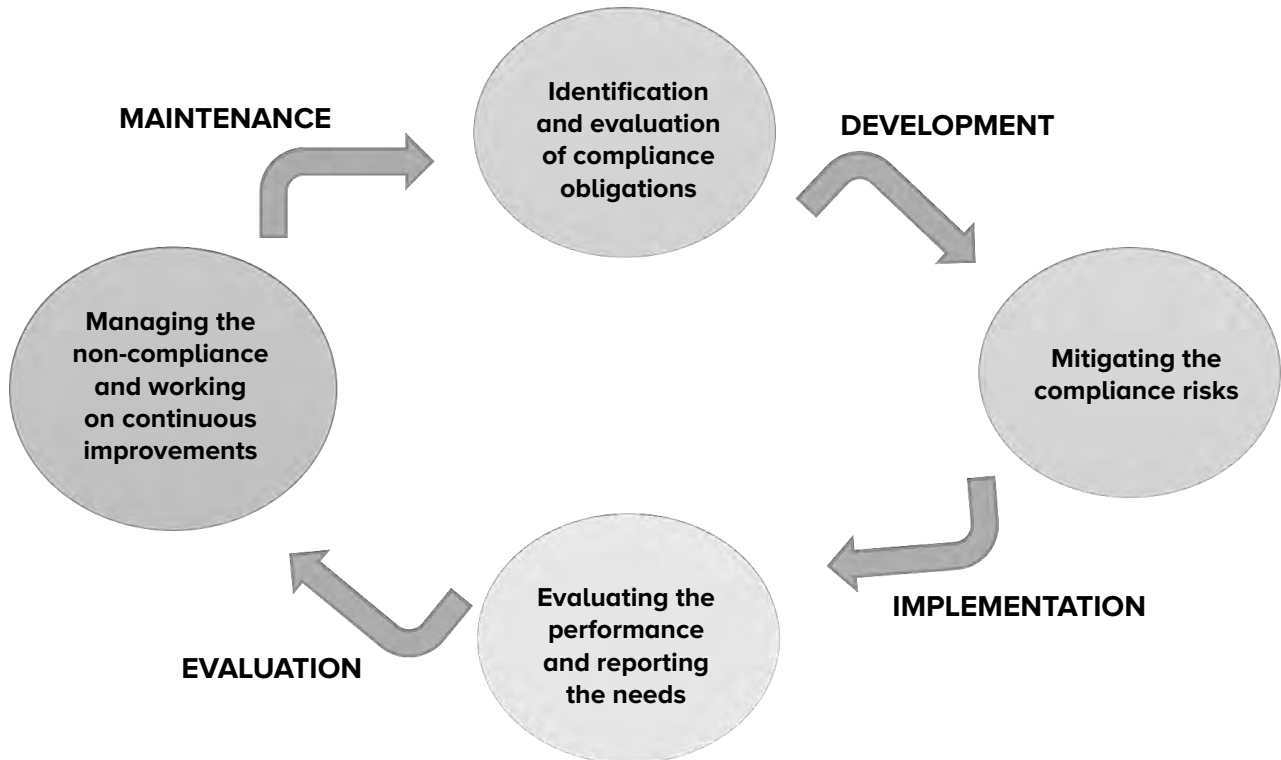 Identification
and evaluation
of compliance
obligations
DEVELOPMENT
Mitigating the
compliance risks
IMPLEMENTATION
Evaluating the
performance
and reporting
the needs
EVALUATION
Managing the
non-compliance
and working
on continuous
improvements
MAINTENANCE